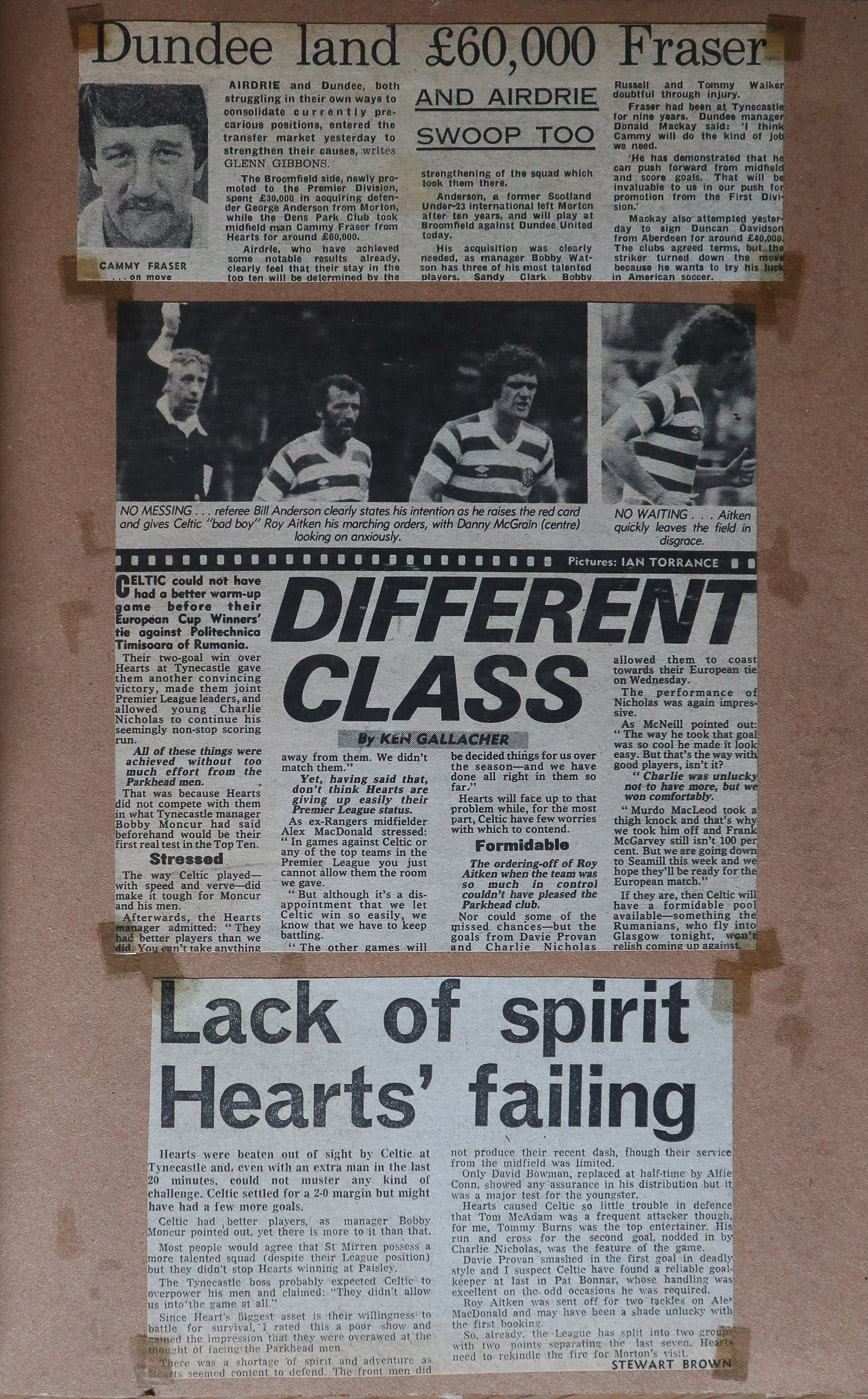 Dundee land £60,000 Fraser
CAMMY FRASER
... on move
AIRDRIE and Dundee, both
struggling in their own ways to
consolidate currently pre-
carious positions, entered the
transfer market yesterday to
strengthen their causes, writes
GLENN GIBBONS.
The Broomfield side, newly pro-
moted to the Premier Division,
spent £30,000 in acquiring defen-
der George Anderson from Morton,
while the Dens Park Club took
midfield man Cammy Fraser from
Hearts for around £60,000.
Airdrie, who have achieved
some notable results already,
clearly feel that their stay in the
top ten will be determined by the
AND AIRDRIE
SWOOP TOO
strengthening of the squad which
took them there.
Anderson, a former Scotland
Under-23 international left Morton
after ten years, and will play at
Broomfield against Dundee United
today.
His acquisition was clearly
needed, as manager Bobby Wat-
son has three of his most talented
players, Sandy Clark Bobby
Russell and Tommy Walker
doubtful through injury.
Fraser had been at Tynecastle
for nine years. Dundee manager
Donald Mackay said: 'I think
Cammy will do the kind of job
we need.
'He has demonstrated that he
can push forward from midfield
and score goals. That will be
invaluable to us in our push for
promotion from the First Divi-
sion.'
Mackay also attempted yester-
day to sign Duncan Davidson
from Aberdeen for around £40,000.
The clubs agreed terms, but the
striker turned down the move
because he wants to try his luck
in American soccer.
NO MESSING . . . referee Bill Anderson clearly states his intention as he raises the red card
and gives Celtic "bad boy" Roy Aitken his marching orders, with Danny McGrain (centre)
looking on anxiously.
NO WAITING . . . Aitken
quickly leaves the field in
disgrace.
Pictures: IAN TORRANCE
DIFFERENT
CLASS
By KEN GALLACHER
CELTIC could not have
had a better warm-up
game before their
European Cup Winners'
tie against Politechnica
Timisoara of Rumania.
Their two-goal win over
Hearts at Tynecastle gave
them another convincing
victory, made them joint
Premier League leaders, and
allowed young Charlie
Nicholas to continue his
seemingly non-stop scoring
run.
All of these things were
achieved without too
much effort from the
Parkhead men.
That was because Hearts
did not compete with them
in what Tynecastle manager
Bobby Moncur had said
beforehand would be their
first real test in the Top Ten.
Stressed
The way Celtic played—
with speed and verve—did
make it tough for Moncur
and his men.
Afterwards, the Hearts
manager admitted: "They
had better players than we
did. You can't take anything
away from them. We didn't
match them."
Yet, having said that,
don't think Hearts are
giving up easily their
Premier League status.
As ex-Rangers midfielder
Alex MacDonald stressed:
"In games against Celtic or
any of the top teams in the
Premier League you just
cannot allow them the room
we gave.
"But although it's a dis-
appointment that we let
Celtic win so easily, we
know that we have to keep
battling.
"The other games will
be decided things for us over
the season—and we have
done all right in them so
far."
Hearts will face up to that
problem while, for the most
part, Celtic have few worries
with which to contend.
Formidable
The ordering-off of Roy
Aitken when the team was
so much in control
couldn't have pleased the
Parkhead club.
Nor could some of the
missed chances—but the
goals from Davie Provan
and Charlie Nicholas
allowed them to coast
towards their European tie
on Wednesday.
The performance of
Nicholas was again impres-
sive.
As McNeill pointed out:
"The way he took that goal
was so cool he made it look
easy. But that's the way with
good players, isn't it?
"Charlie was unlucky
not to have more, but we
won comfortably.
"Murdo MacLeod took a
thigh knock and that's why
we took him off and Frank
McGarvey still isn't 100 per
cent. But we are going down
to Seamill this week and we
hope they'll be ready for the
European match."
If they are, then Celtic will
have a formidable pool
available—something the
Rumanians, who fly into
Glasgow tonight, won't
relish coming up against.
Lack of spirit
Hearts' failing
Hearts were beaten out of sight by Celtic at
Tynecastle and, even with an extra man in the last
20 minutes, could not muster any kind of
challenge. Celtic settled for a 2-0 margin but might
have had a few more goals.
Celtic had better players, as manager Bobby
Moncur pointed out, yet there is more to it than that.
Most people would agree that St Mirren possess a
more talented squad (despite their League position)
but they didn't stop Hearts winning at Paisley.
The Tynecastle boss probably expected Celtic to
overpower his men and claimed: "They didn't allow
us into the game at all."
Since Heart's biggest asset is their willingness to
battle for survival, I rated this a poor show and
gained the impression that they were overawed at the
thought of facing the Parkhead men.
There was a shortage of spirit and adventure as
Hearts seemed content to defend. The front men did
not produce their recent dash, fhough their service
from the midfield was limited.
Only David Bowman, replaced at half-time by Alfie
Conn, showed any assurance in his distribution but it
was a major test for the youngster.
Hearts caused Celtic so little trouble in defence
that Tom McAdam was a frequent attacker though,
for me, Tommy Burns was the top entertainer. His
run and cross for the second goal, nodded in by
Charlie Nicholas, was the feature of the game.
Davie Provan smashed in the first goal in deadly
style and I suspect Celtic have found a reliable goal-
keeper at last in Pat Bonnar, whose handling was
excellent on the odd occasions he was required.
Roy Aitken was sent off for two tackles on Alex
MacDonald and may have been a shade unlucky with
the first booking.
So, already, the League has split into two groups
with two points separating the last seven. Hearts
need to rekindle the fire for Morton's visit.
STEWART BROWN